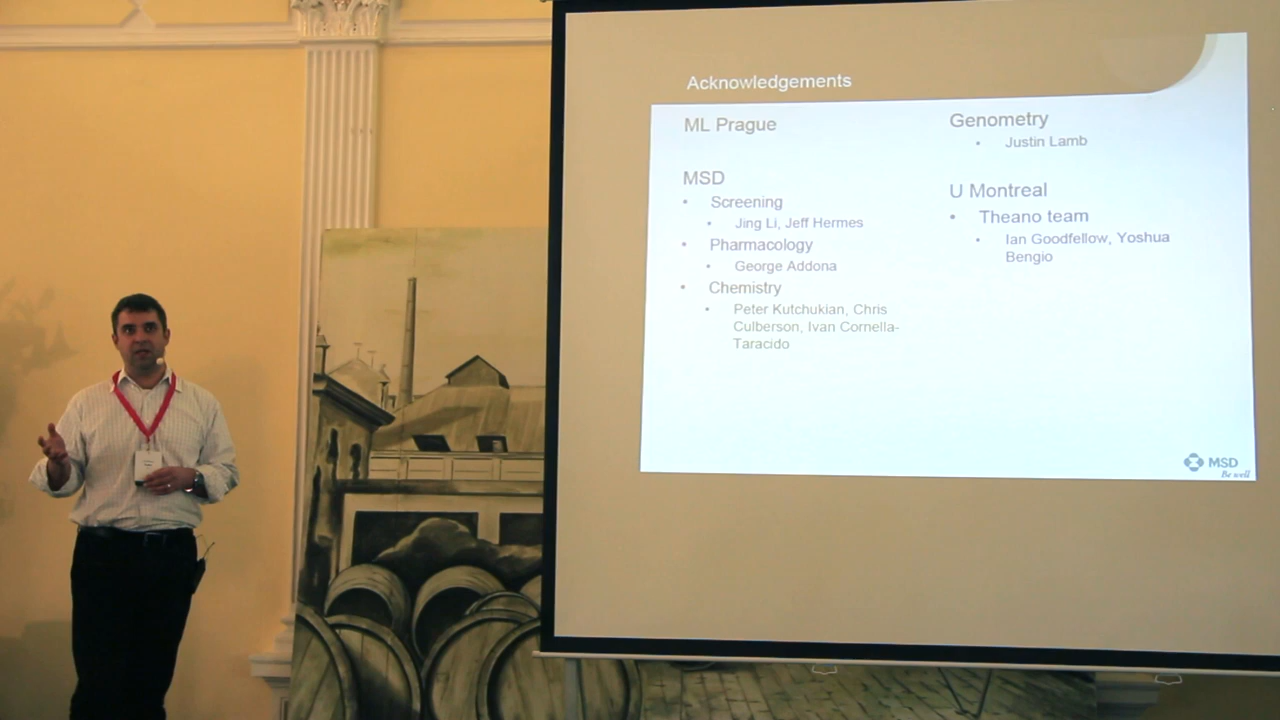 Acknowledgements
ML Prague
MSD
• Screening
• Jing Li, Jeff Hermes
• Pharmacology
• George Addona
• Chemistry
• Peter Kutchukian, Chris
Culberson, Ivan Cornella-
Taracido
Genometry
• Justin Lamb
U Montreal
• Theano team
• Ian Goodfellow, Yoshua
Bengio
MSD
Be well